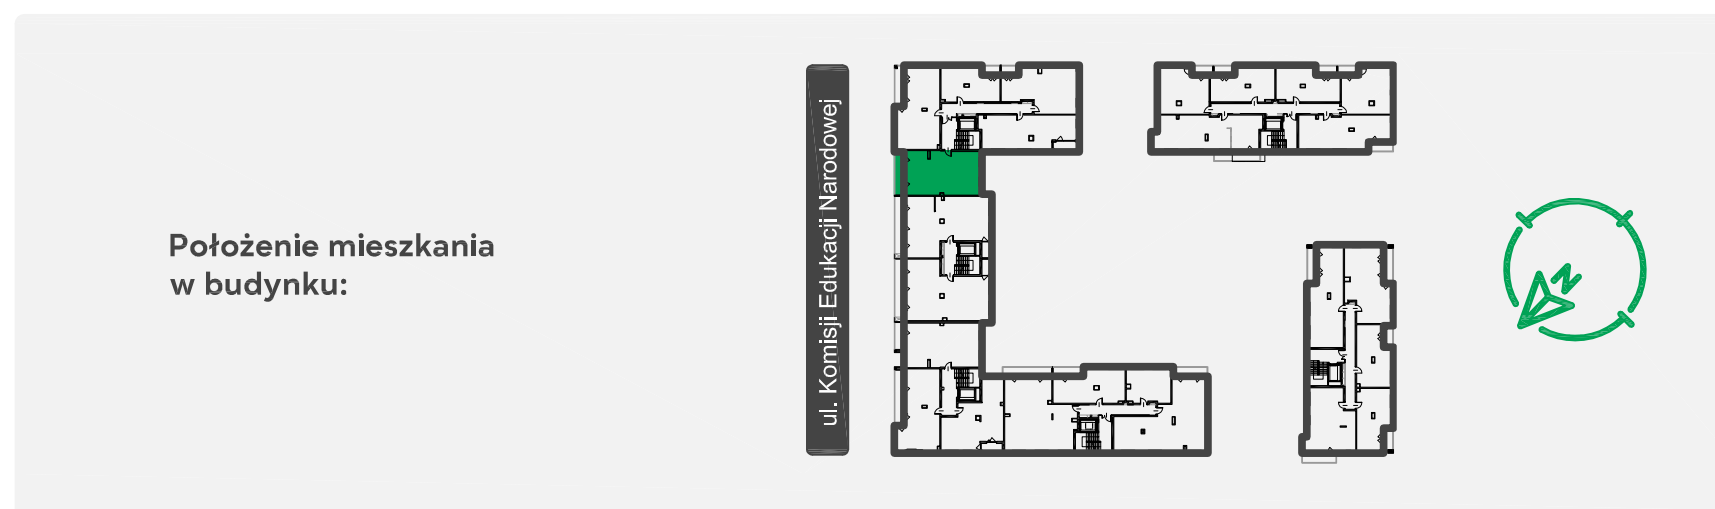 Położenie mieszkania
w budynku:
ul. Komisji Edukacji Narodowej
N